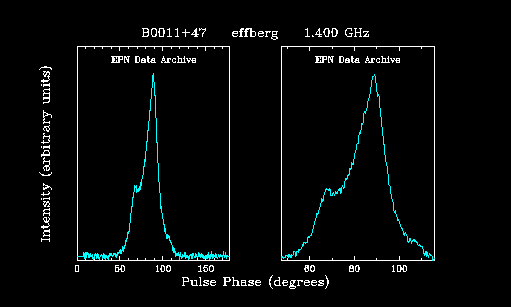 B0011+47 effberg 1.400 GHz
EPN Data Archive EPN Data Archive
Intensity (arbitrary units)
0 50 100 150 80 90 100
Pulse Phase (degrees)